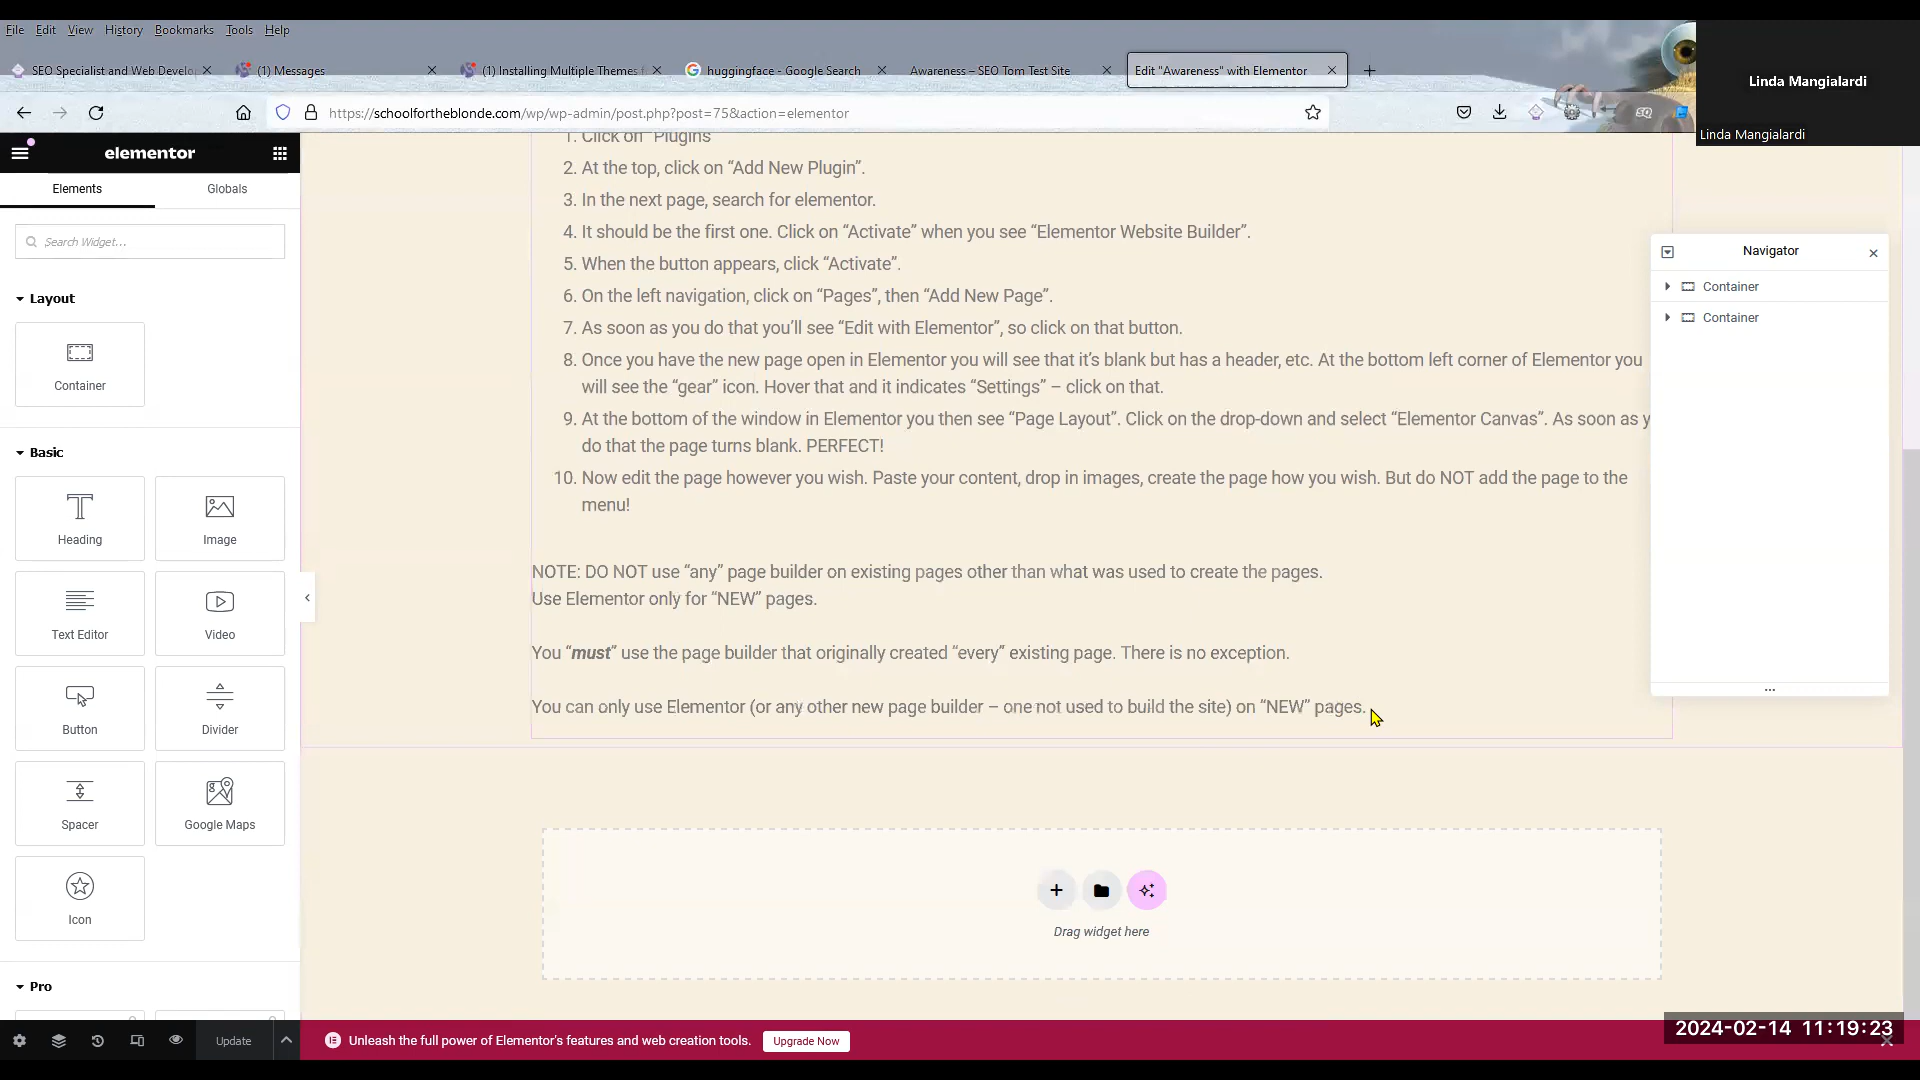 File Edit View History Bookmarks Tools Help
SEO Specialist and Web Develo
(1) Messages
(1) Installing Multiple Themes
huggingface - Google Search
Awareness – SEO Tom Test Site
Edit "Awareness" with Elementor
https://schoolfortheblonde.com/wp/wp-admin/post.php?post=75&action=elementor
Linda Mangialardi
Linda Mangialardi
elementor
Elements Globals
Search Widget...
Layout
Container
Basic
Heading Image
Text Editor Video
Button Divider
Spacer Google Maps
Icon
Pro
Update
1. Click on “Plugins”
2. At the top, click on “Add New Plugin”.
3. In the next page, search for elementor.
4. It should be the first one. Click on “Activate” when you see “Elementor Website Builder”.
5. When the button appears, click “Activate”.
6. On the left navigation, click on “Pages”, then “Add New Page”.
7. As soon as you do that you’ll see “Edit with Elementor”, so click on that button.
8. Once you have the new page open in Elementor you will see that it’s blank but has a header, etc. At the bottom left corner of Elementor you
will see the “gear” icon. Hover that and it indicates “Settings” – click on that.
9. At the bottom of the window in Elementor you then see “Page Layout”. Click on the drop-down and select “Elementor Canvas”. As soon as y
do that the page turns blank. PERFECT!
10. Now edit the page however you wish. Paste your content, drop in images, create the page how you wish. But do NOT add the page to the
menu!
NOTE: DO NOT use “any” page builder on existing pages other than what was used to create the pages.
Use Elementor only for “NEW” pages.
You “must” use the page builder that originally created “every” existing page. There is no exception.
You can only use Elementor (or any other new page builder – one not used to build the site) on “NEW” pages.
Drag widget here
Navigator
Container
Container
Unleash the full power of Elementor's features and web creation tools. Upgrade Now
2024-02-14 11:19:23